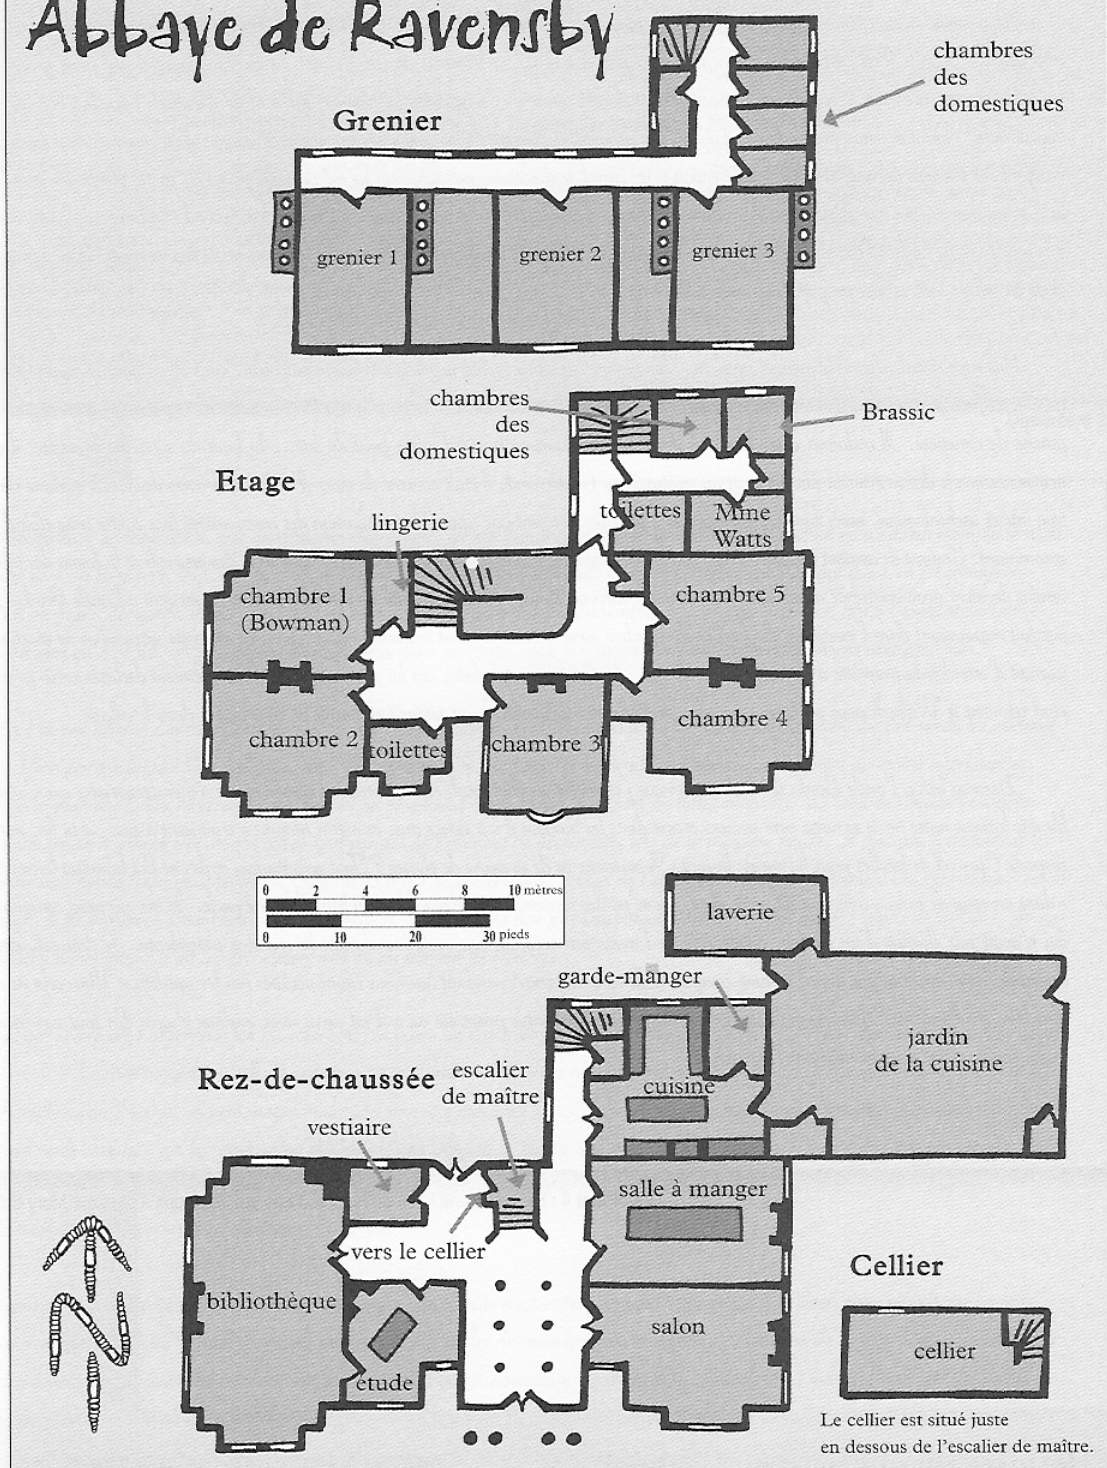 Abbaye de Ravensby
chambres
des
domestiques
Grenier
grenier 1
grenier 2
grenier 3
chambres
des
domestiques
Brassic
Etage
lingerie
toilettes
Mme
Watts
chambre 1
(Bowman)
chambre 5
chambre 2
toilettes
chambre 3
chambre 4
0 2 4 6 8 10 mètres
0 10 20 30 pieds
laverie
garde-manger
jardin
de la cuisine
Rez-de-chaussée
escalier
de maître
cuisine
vestiaire
salle à manger
vers le cellier
bibliothèque
salon
étude
N
Cellier
cellier
Le cellier est situé juste
en dessous de l'escalier de maître.